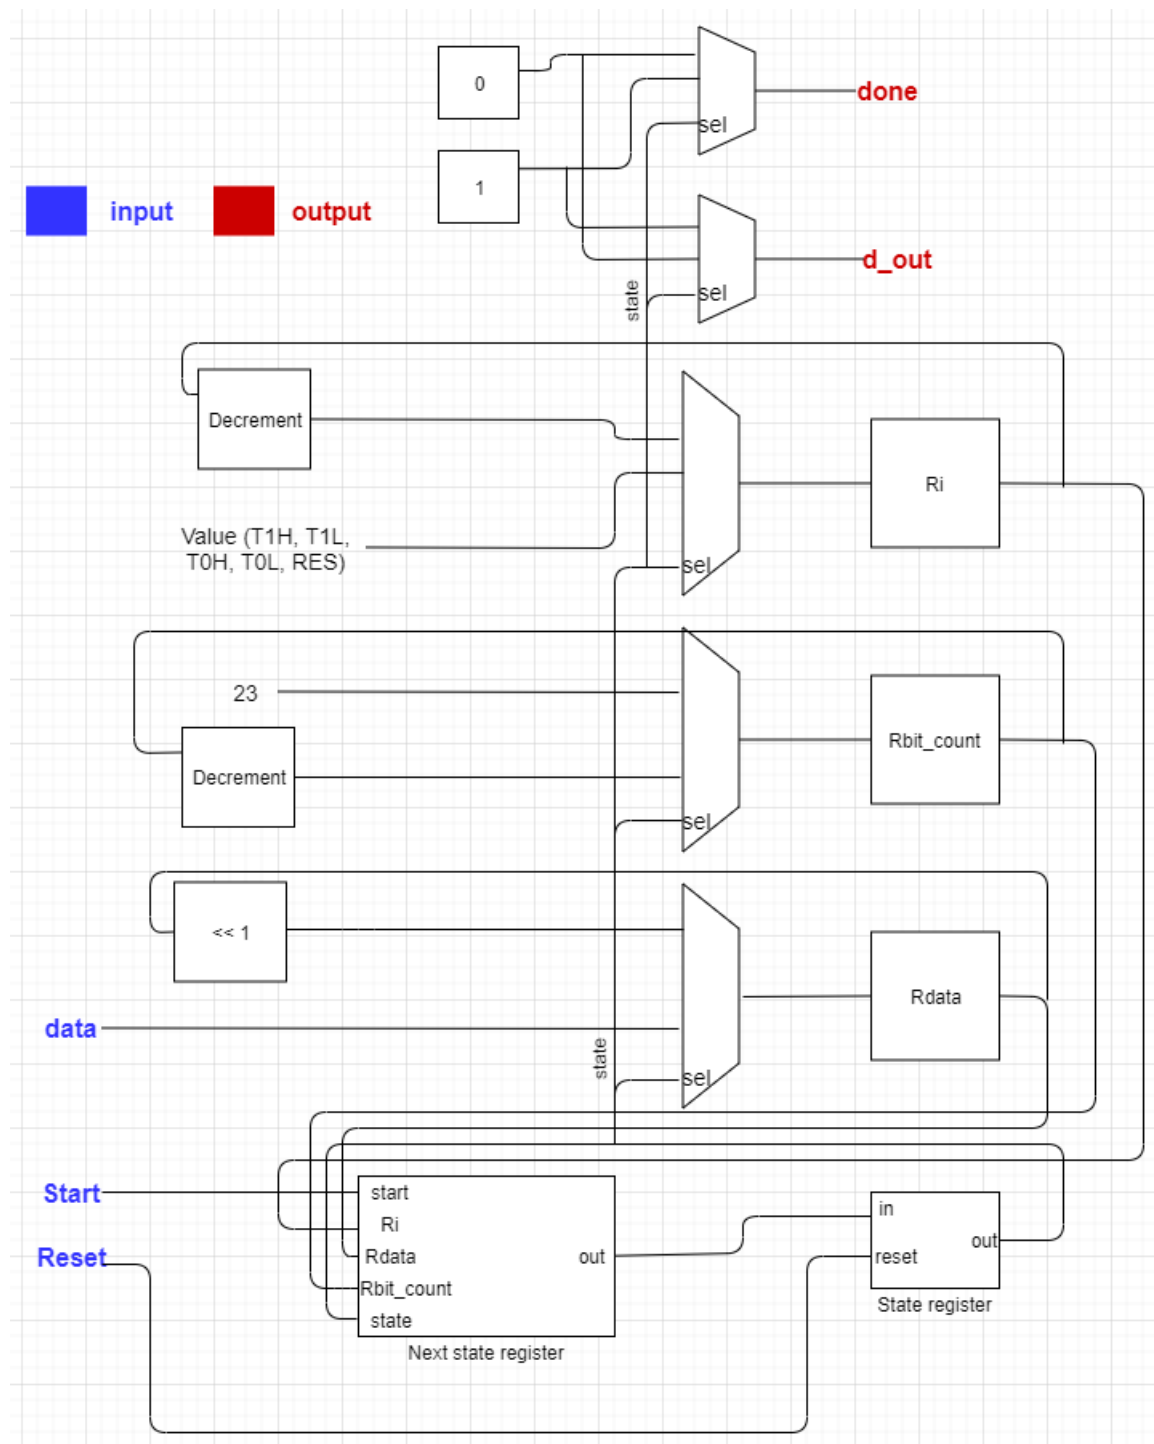 0
done
sel
1
input
output
d_out
sel
state
Decrement
Ri
Value (T1H, T1L,
T0H, T0L, RES)
sel
23
Rbit_count
Decrement
sel
<< 1
Rdata
data
state
sel
Start
start
Ri
in
Reset
Rdata
out
reset
out
Rbit_count
state
State register
Next state register